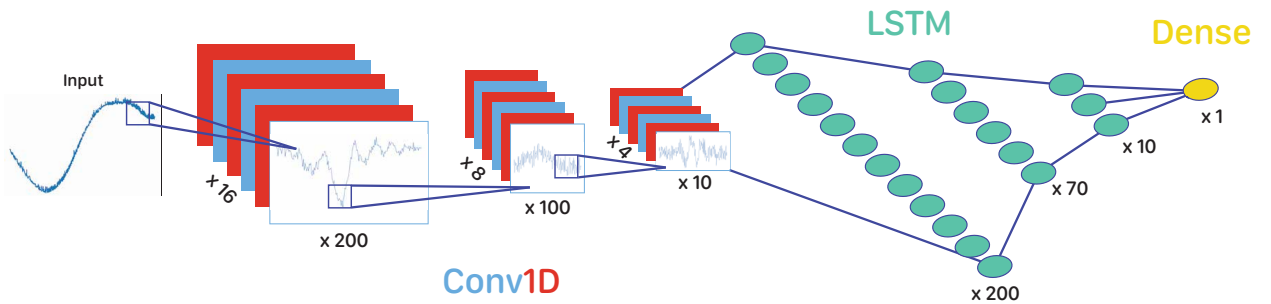 Input
x 16
x 200
x 8
x 100
x 4
x 10
Conv1D
LSTM
x 200
x 70
x 10
Dense
x 1